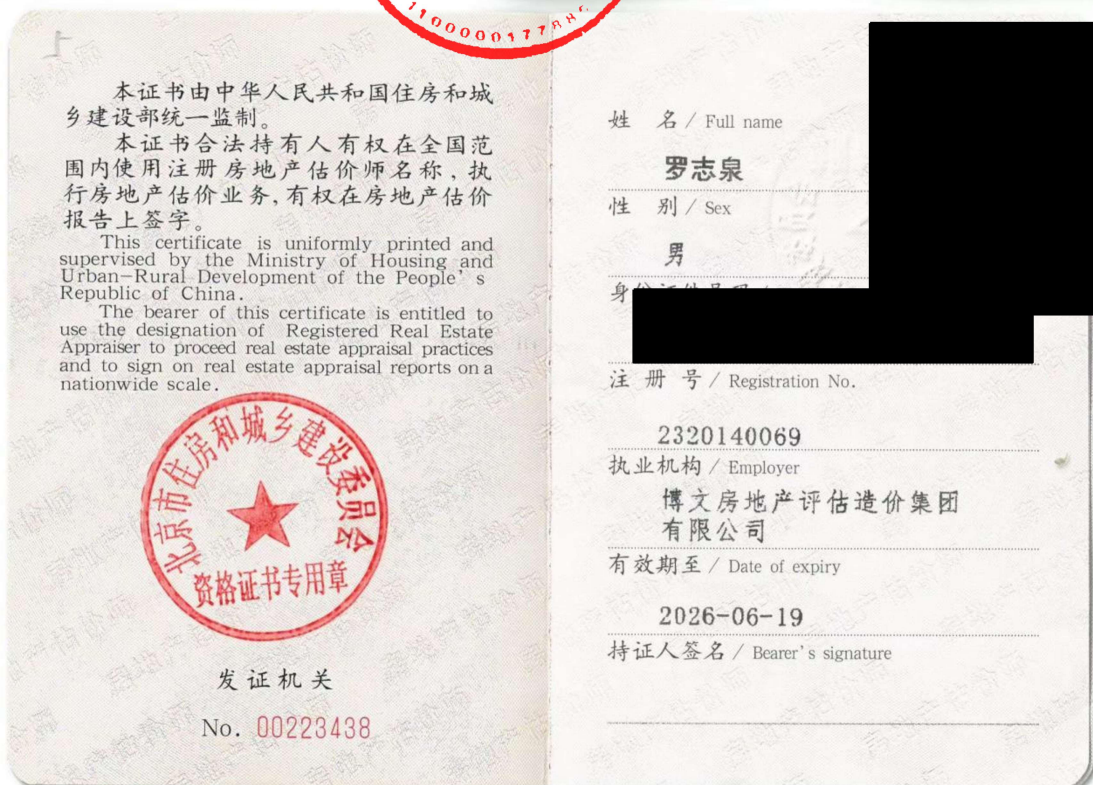 本证书由中华人民共和国住房和城
乡建设部统一监制。
本证书合法持有人有权在全国范
围内使用注册房地产估价师名称，执
行房地产估价业务，有权在房地产估价
报告上签字。
This certificate is uniformly printed and
supervised by the Ministry of Housing and
Urban-Rural Development of the People's
Republic of China.
The bearer of this certificate is entitled to
use the designation of Registered Real Estate
Appraiser to proceed real estate appraisal practices
and to sign on real estate appraisal reports on a
nationwide scale.
北京市住房和城乡建设委员会
资格证书专用章
发证机关
No. 00223438
姓 名 / Full name
罗志泉
性 别 / Sex
男
注 册 号 / Registration No.
2320140069
执业机构 / Employer
博文房地产评估造价集团
有限公司
有效期至 / Date of expiry
2026-06-19
持证人签名 / Bearer's signature